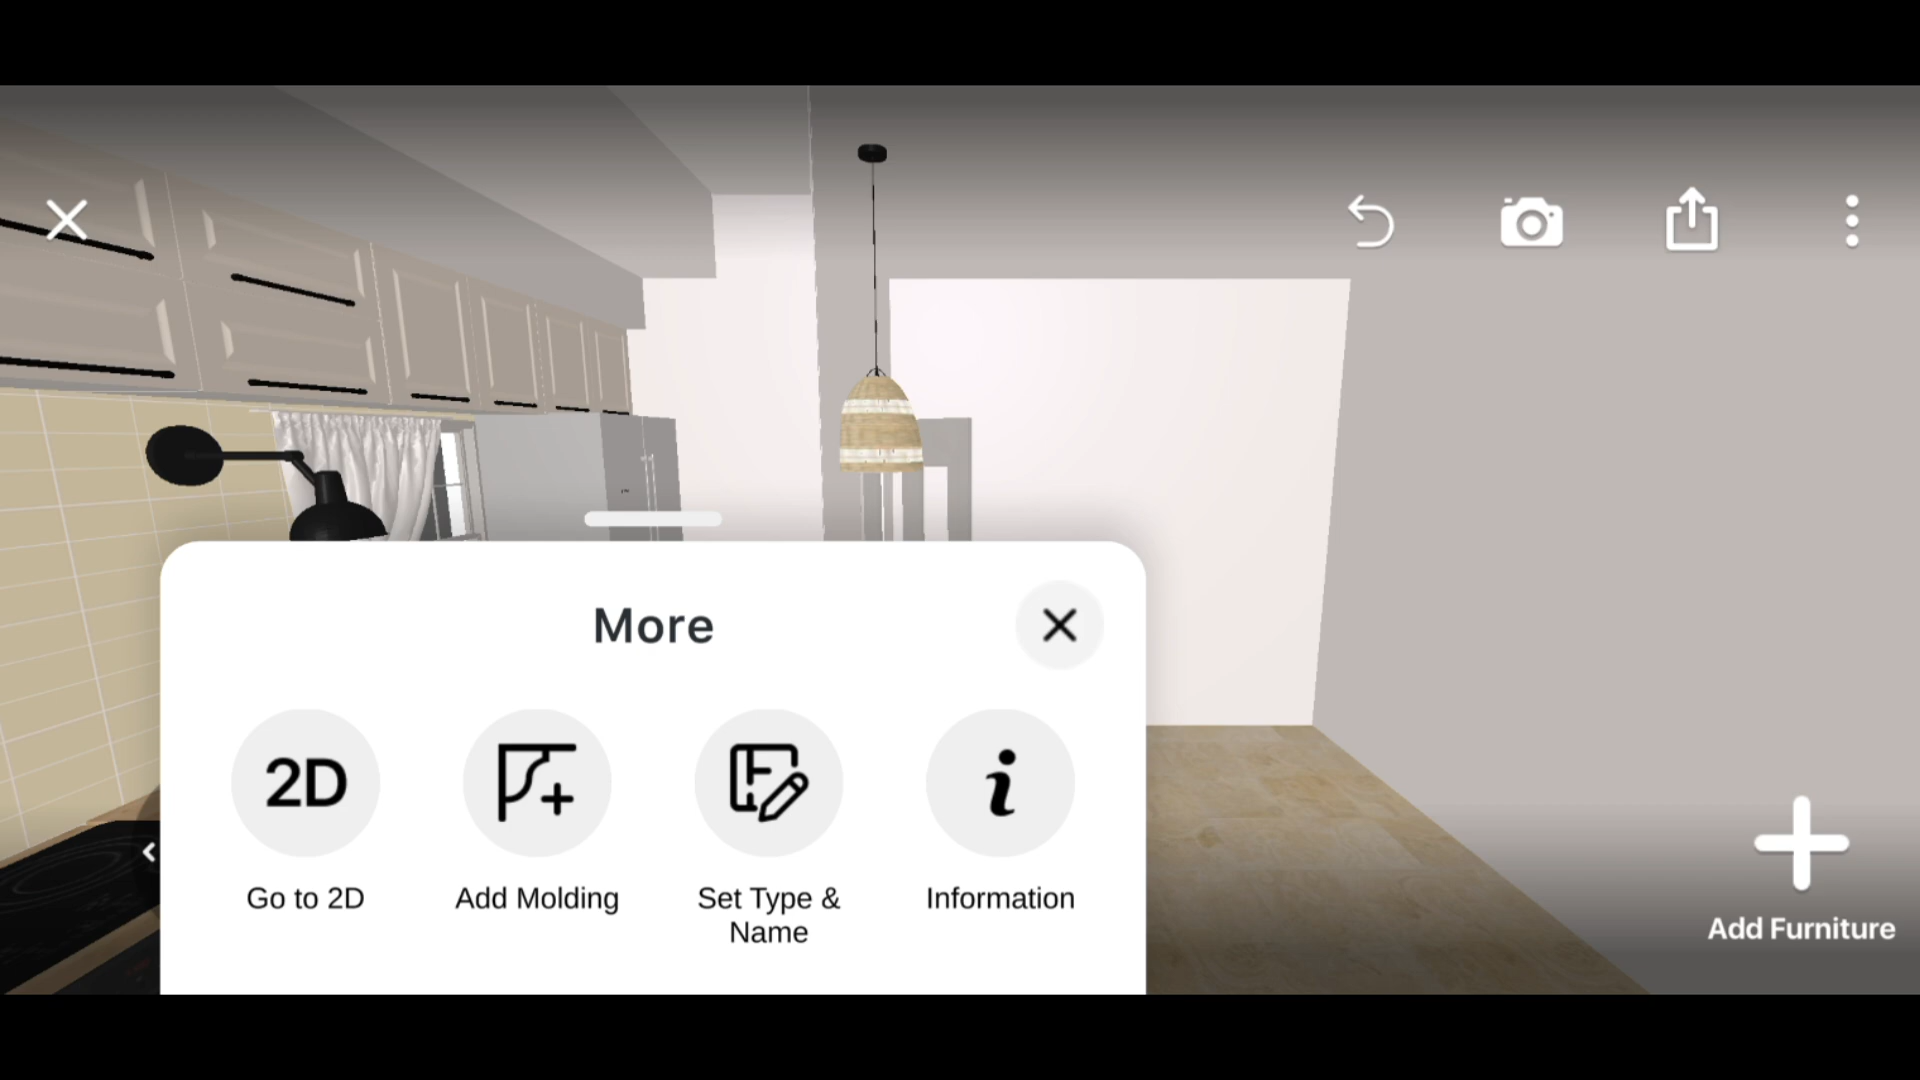 More
2D
Go to 2D
Add Molding
Set Type &
Name
Information
Add Furniture